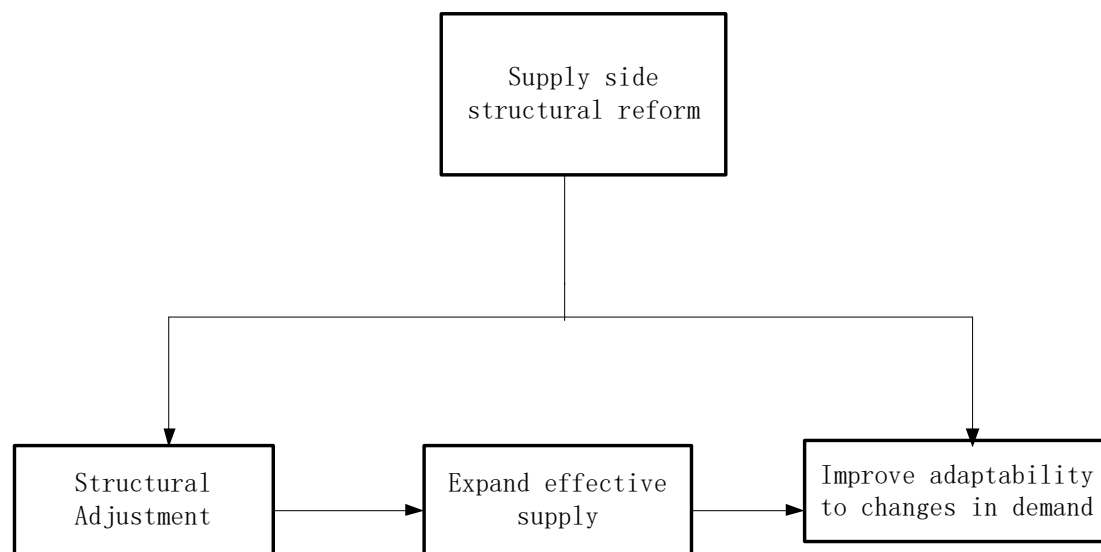 Supply side
structural reform
Structural
Adjustment
Expand effective
supply
Improve adaptability
to changes in demand